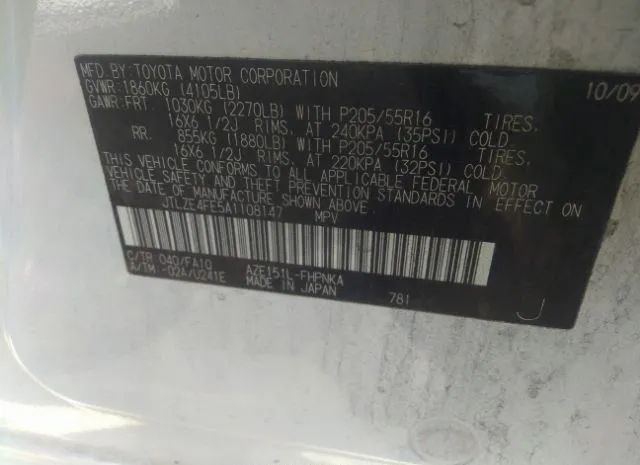 MFD.BY:TOYOTA MOTOR CORPORATION 10/09
GVWR:1860KG (4105LB)
GAWR:FRT. 1030KG (2270LB) WITH P205/55R16 TIRES,
16X6 1/2J RIMS, AT 240KPA (35PSI) COLD.
RR. 855KG (1880LB) WITH P205/55R16 TIRES,
16X6 1/2J RIMS, AT 220KPA (32PSI) COLD.
THIS VEHICLE CONFORMS TO ALL APPLICABLE FEDERAL MOTOR
VEHICLE SAFETY AND THEFT PREVENTION STANDARDS IN EFFECT
ON THE DATE OF MANUFACTURE SHOWN ABOVE.
JTLZE4FE5A1108147 MPV
C/TR 040/FA10 AZE151L-FHPNKA
A/TM -02A/U241E MADE IN JAPAN
781 J